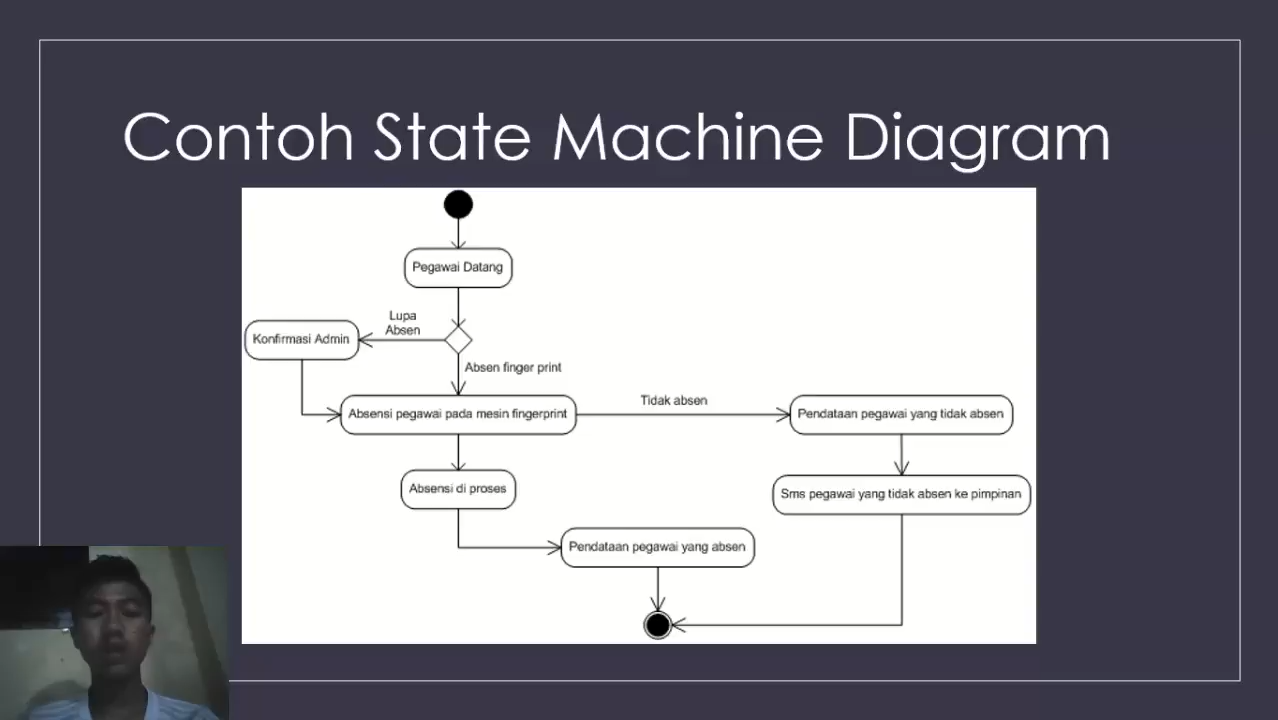 Contoh State Machine Diagram
Pegawai Datang
Lupa
Absen
Konfirmasi Admin
Absen finger print
Absensi pegawai pada mesin fingerprint
Tidak absen
Pendataan pegawai yang tidak absen
Absensi di proses
Sms pegawai yang tidak absen ke pimpinan
Pendataan pegawai yang absen